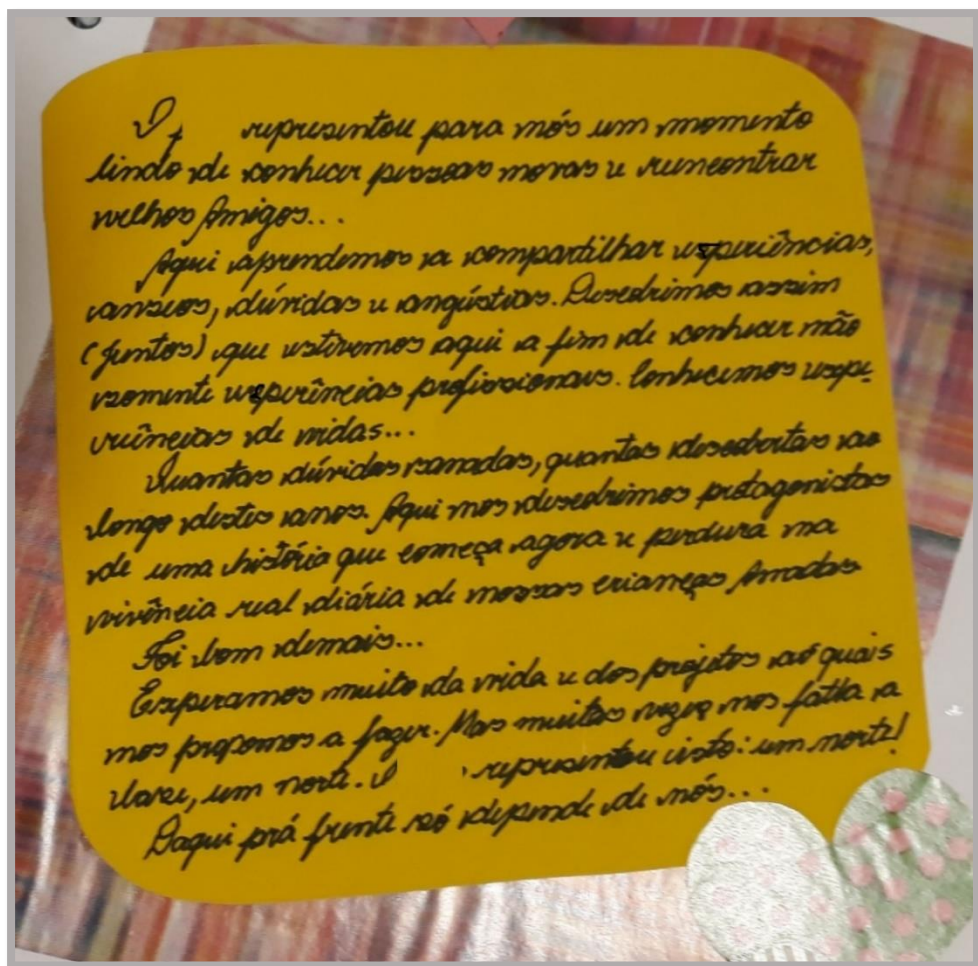 O representou para nós um momento
lindo de conhecer pessoas novas e reencontrar
velhos Amigos...
Aqui aprendemos a compartilhar experiências,
anseios, dúvidas e angústias. Descobrimos assim
(juntos) que estivemos aqui a fim de conhecer não
somente experiências profissionais. Conhecemos expe-
riências de vidas...
Quantas dúvidas sanadas, quantas descobertas ao
longo destes anos. Aqui nos descobrimos protagonistas
de uma história que começa agora e perdura na
vivência real diária de nossas crianças Amadas
Foi bom demais...
Esperamos muito da vida e dos projetos aos quais
nos propomos a fazer. Mas muitas vezes nos falta a
base, um norte. O representou isto: um norte!
Daqui prá frente só depende de nós...